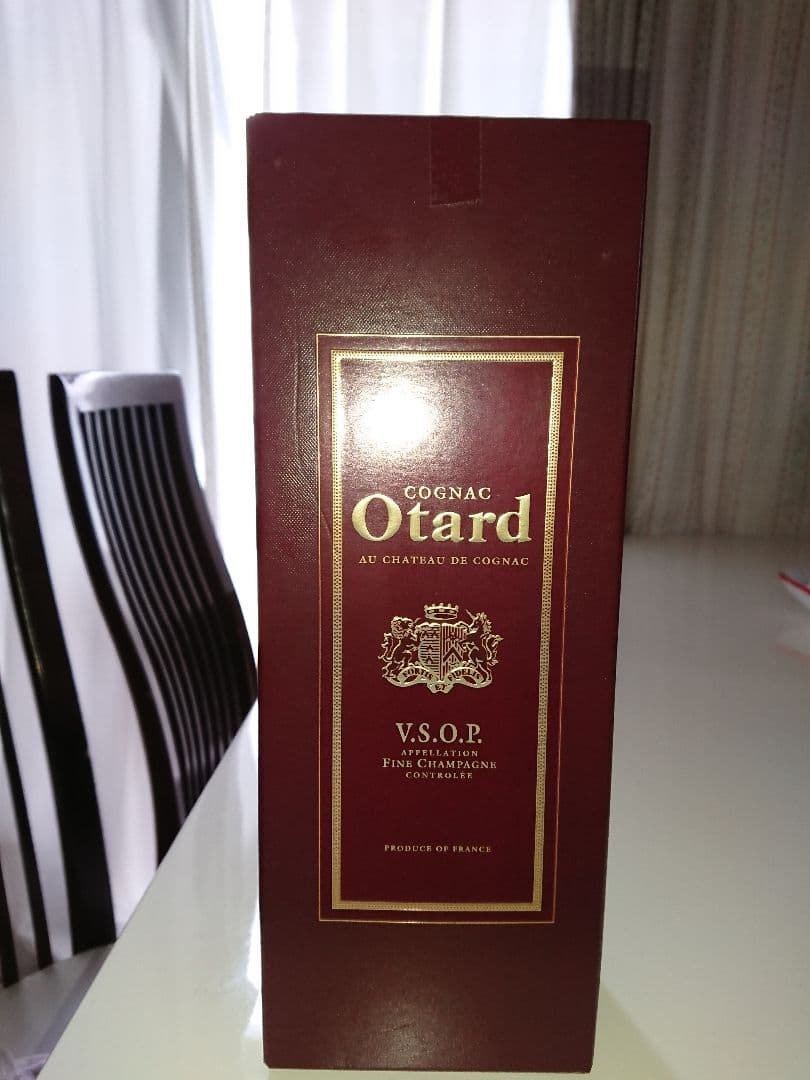 COGNAC
Otard
AU CHATEAU DE COGNAC
V.S.O.P.
APPELLATION
FINE CHAMPAGNE
CONTROLÉE
PRODUCE OF FRANCE